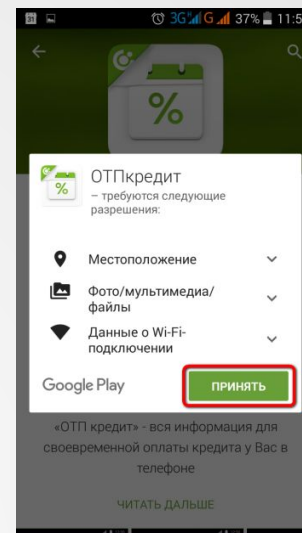 31
3G G 37% 11:5
%
%
ОТПкредит
– требуются следующие
разрешения:
Местоположение
Фото/мультимедиа/
файлы
Данные о Wi-Fi-
подключении
Google Play
ПРИНЯТЬ
«ОТП кредит» - вся информация для
своевременной оплаты кредита у Вас в
телефоне
ЧИТАТЬ ДАЛЬШЕ